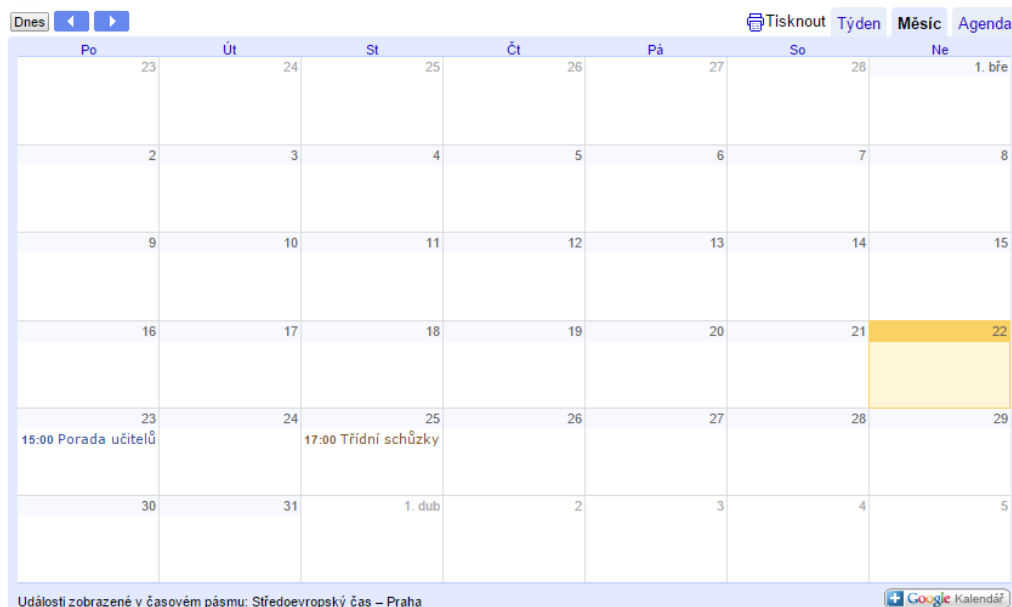 Dnes Tisknout Týden Měsíc Agenda
Po Út St Čt Pá So Ne
23 24 25 26 27 28 1. bře
2 3 4 5 6 7 8
9 10 11 12 13 14 15
16 17 18 19 20 21 22
23 24 25 26 27 28 29
15:00 Porada učitelů 17:00 Třídní schůzky
30 31 1. dub 2 3 4 5
Události zobrazené v časovém pásmu: Středoevropský čas – Praha Google Kalendář